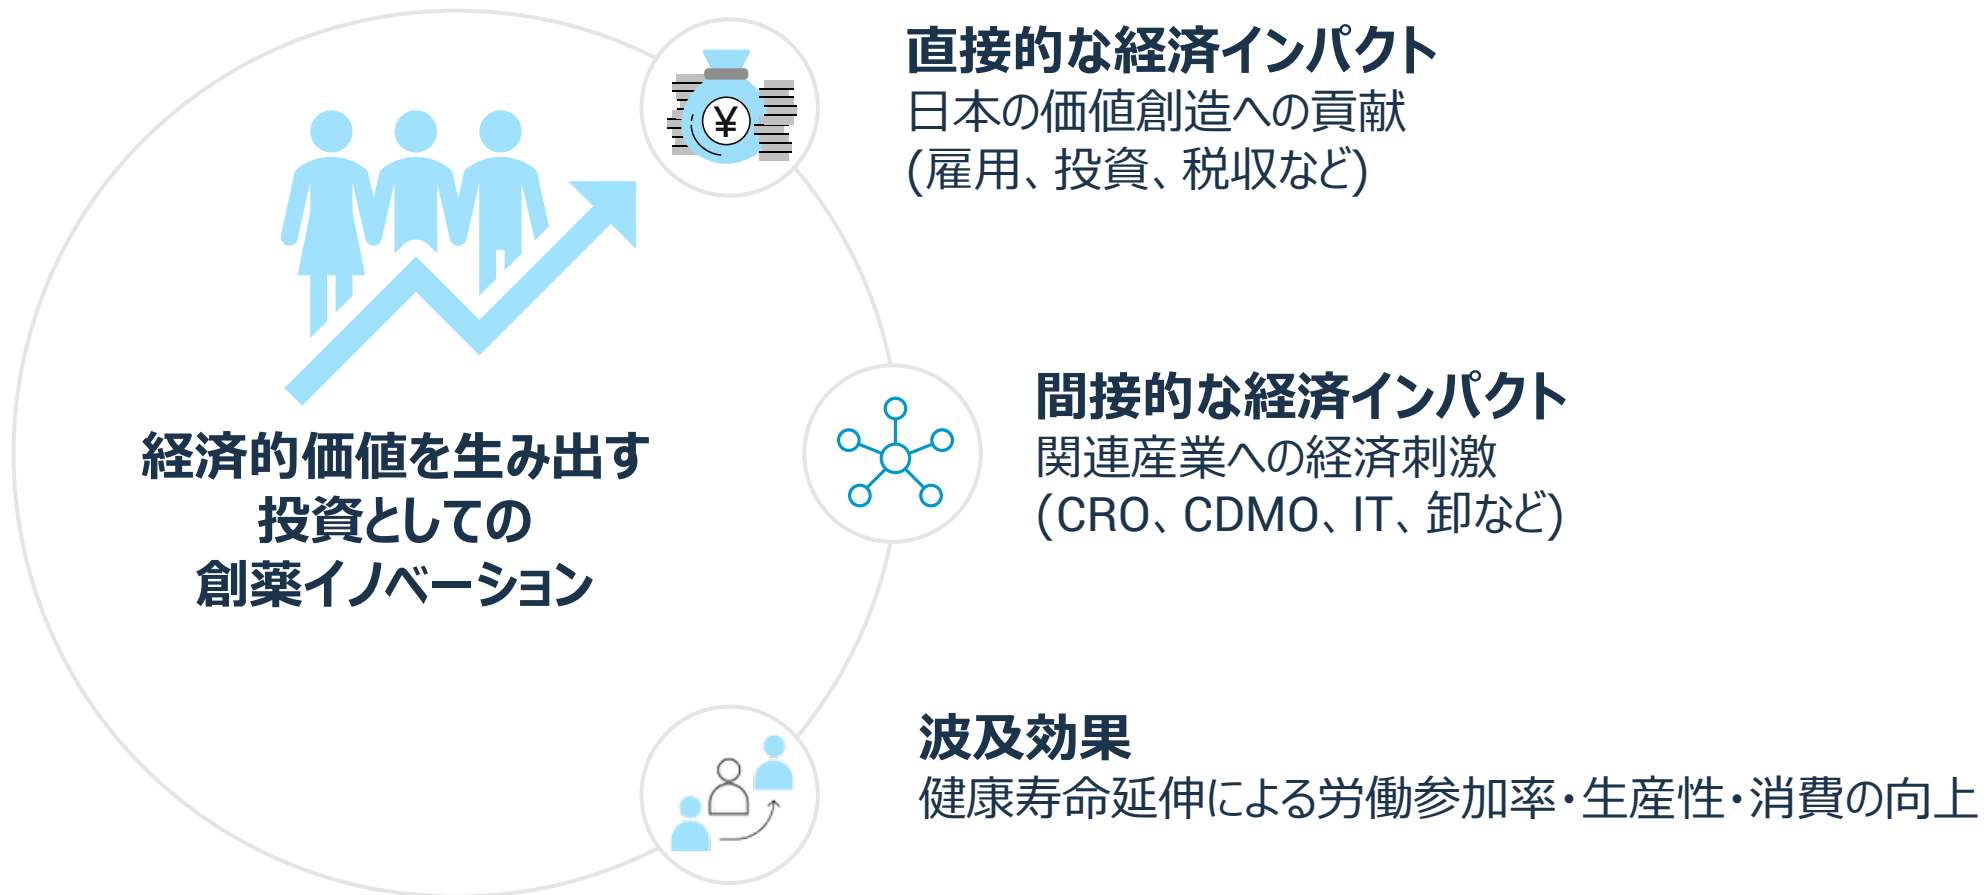 経済的価値を生み出す
投資としての
創薬イノベーション
¥
直接的な経済インパクト
日本の価値創造への貢献
(雇用、投資、税収など)
間接的な経済インパクト
関連産業への経済刺激
(CRO、CDMO、IT、卸など)
波及効果
健康寿命延伸による労働参加率・生産性・消費の向上